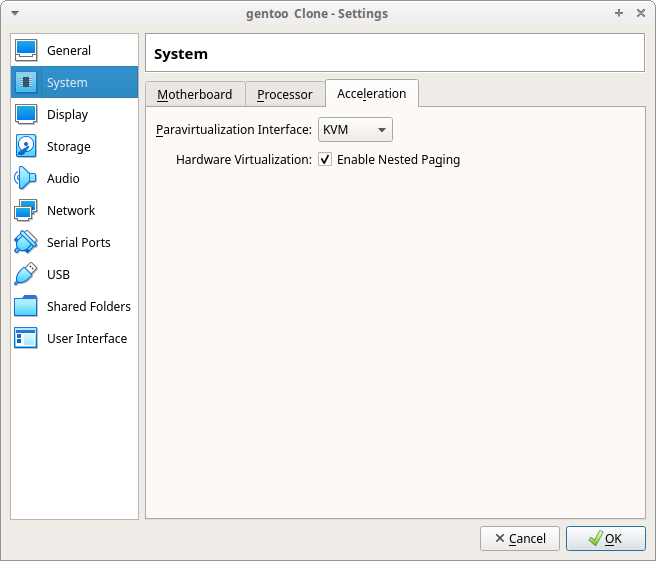 gentoo Clone - Settings
General
System
Display
Storage
Audio
Network
Serial Ports
USB
Shared Folders
User Interface
System
Motherboard Processor Acceleration
Paravirtualization Interface: KVM
Hardware Virtualization: Enable Nested Paging
Cancel OK